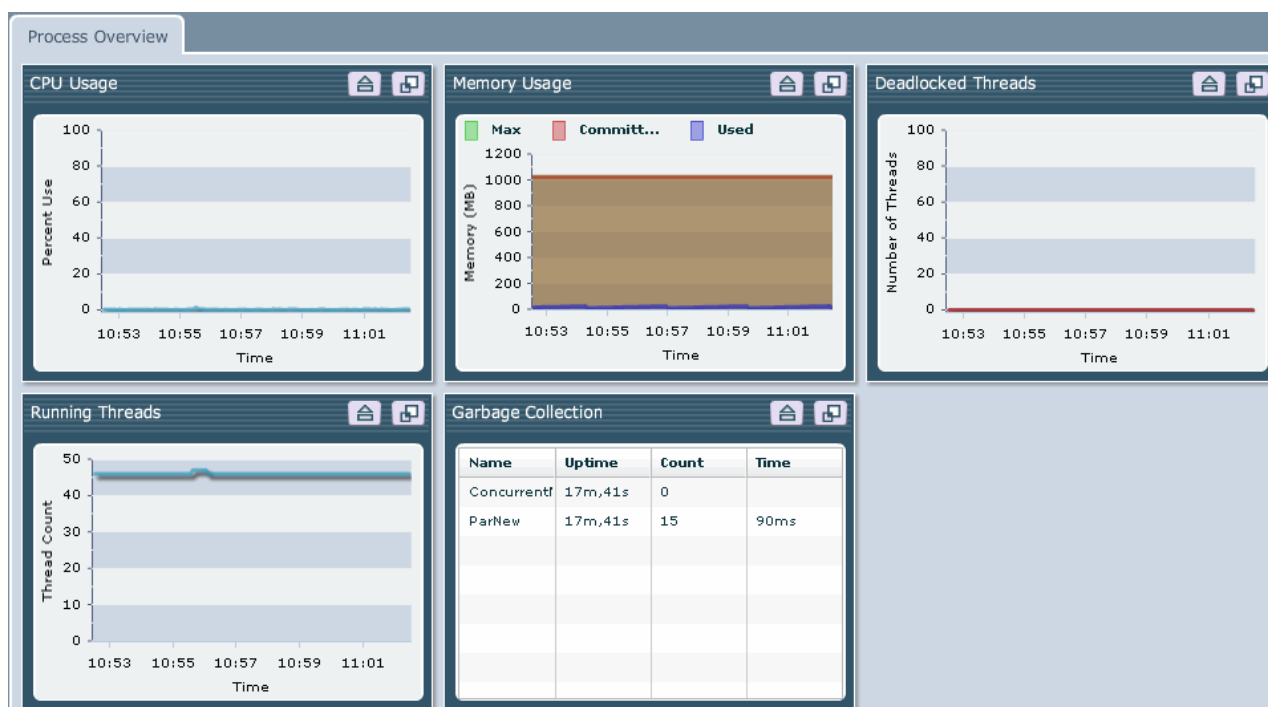 Process Overview
CPU Usage
100
80
60
40
20
0
Percent Use
10:53 10:55 10:57 10:59 11:01
Time
Memory Usage
Max Committ... Used
1200
1000
800
600
400
200
0
Memory (MB)
10:53 10:55 10:57 10:59 11:01
Time
Deadlocked Threads
100
80
60
40
20
0
Number of Threads
10:53 10:55 10:57 10:59 11:01
Time
Running Threads
50
40
30
20
10
0
Thread Count
10:53 10:55 10:57 10:59 11:01
Time
Garbage Collection
Name Uptime Count Time
Concurrent 17m,41s 0
ParNew 17m,41s 15 90ms